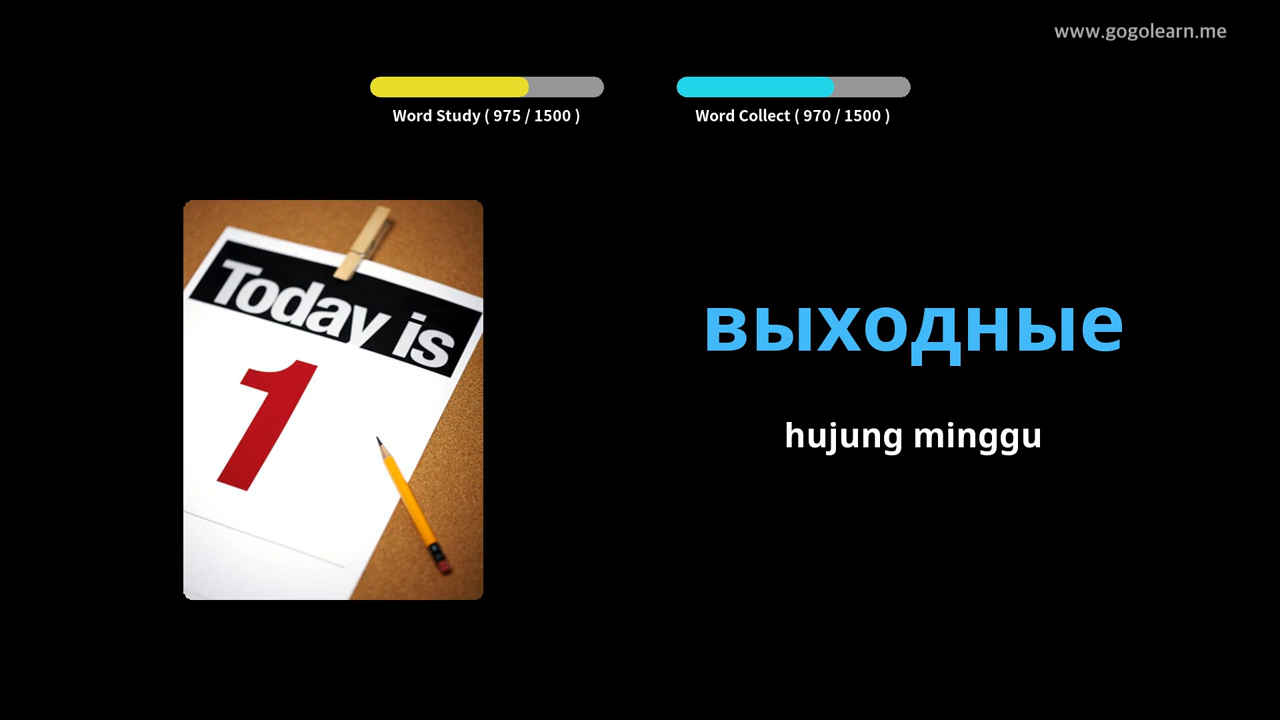 www.gogolearn.me
Word Study ( 975 / 1500 )
Word Collect ( 970 / 1500 )
Today is
1
выходные
hujung minggu